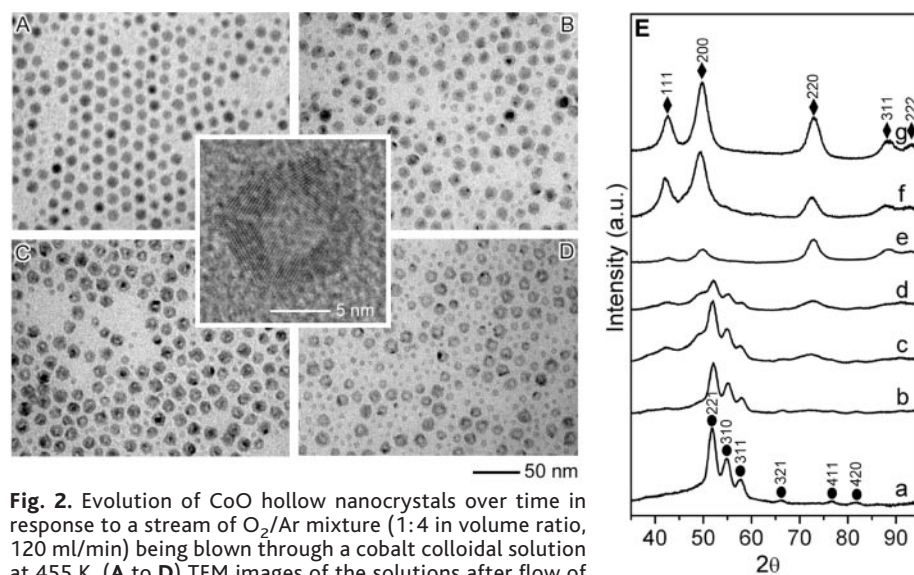 A
B
C
D
5 nm
50 nm
E
111
200
220
311
222
g
f
e
d
c
b
221
310
311
321
411
420
a
Intensity (a.u.)
40 50 60 70 80 90
2θ
Fig. 2. Evolution of CoO hollow nanocrystals over time in
response to a stream of O₂/Ar mixture (1:4 in volume ratio,
120 ml/min) being blown through a cobalt colloidal solution
at 455 K. (A to D) TEM images of the solutions after flow of